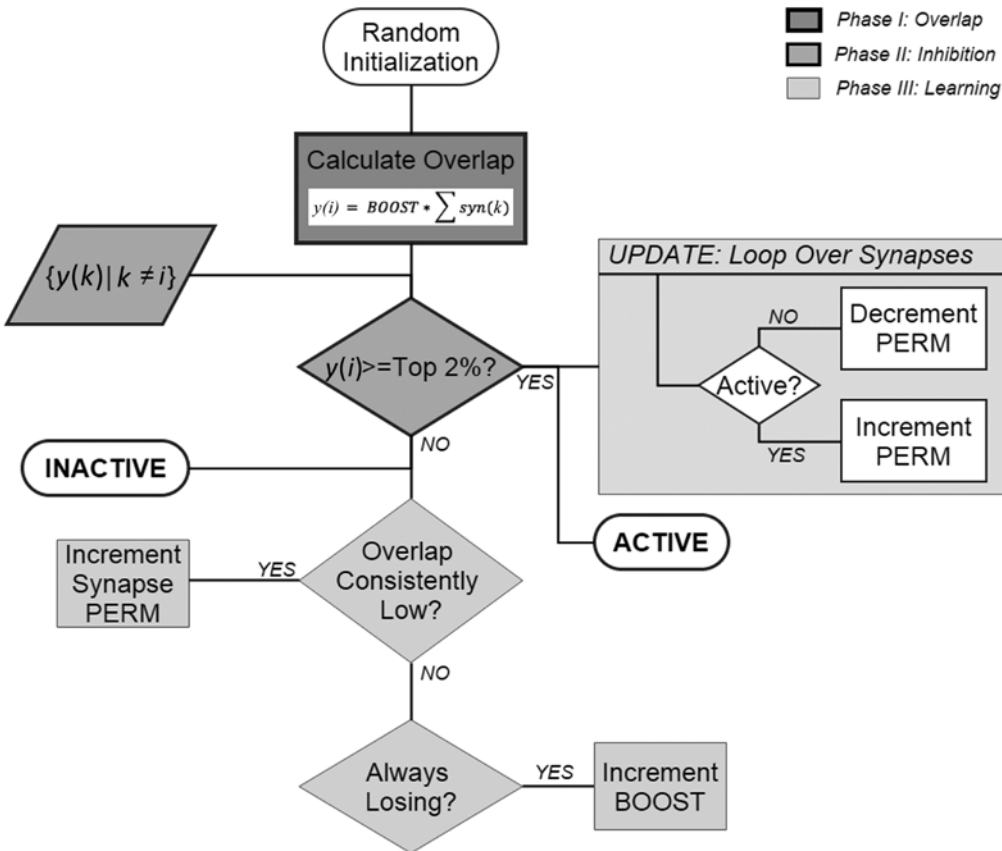 Random
Initialization
Phase I: Overlap
Phase II: Inhibition
Phase III: Learning
Calculate Overlap
y(i) = BOOST * ∑ syn(k)
{y(k)| k ≠ i}
UPDATE: Loop Over Synapses
NO
Decrement
PERM
Active?
YES
Increment
PERM
y(i)>=Top 2%?
YES
NO
INACTIVE
ACTIVE
Overlap
Consistently
Low?
YES
Increment
Synapse
PERM
NO
Always
Losing?
YES
Increment
BOOST